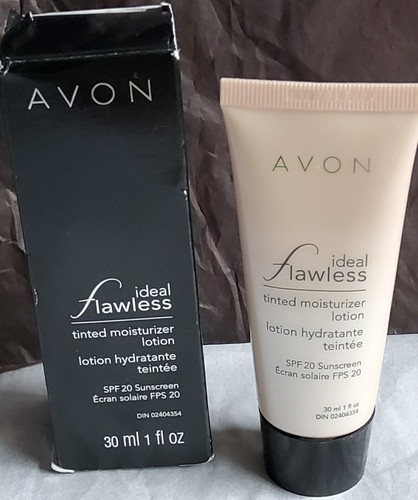 AVON
ideal
flawless
tinted moisturizer
lotion
lotion hydratante
teintée
SPF 20 Sunscreen
Écran solaire FPS 20
DIN 02404354
30 ml 1 fl oz
AVON
ideal
flawless
tinted moisturizer
lotion
lotion hydratante
teintée
SPF 20 Sunscreen
Écran solaire FPS 20
30 ml 1 fl oz
DIN 02404354